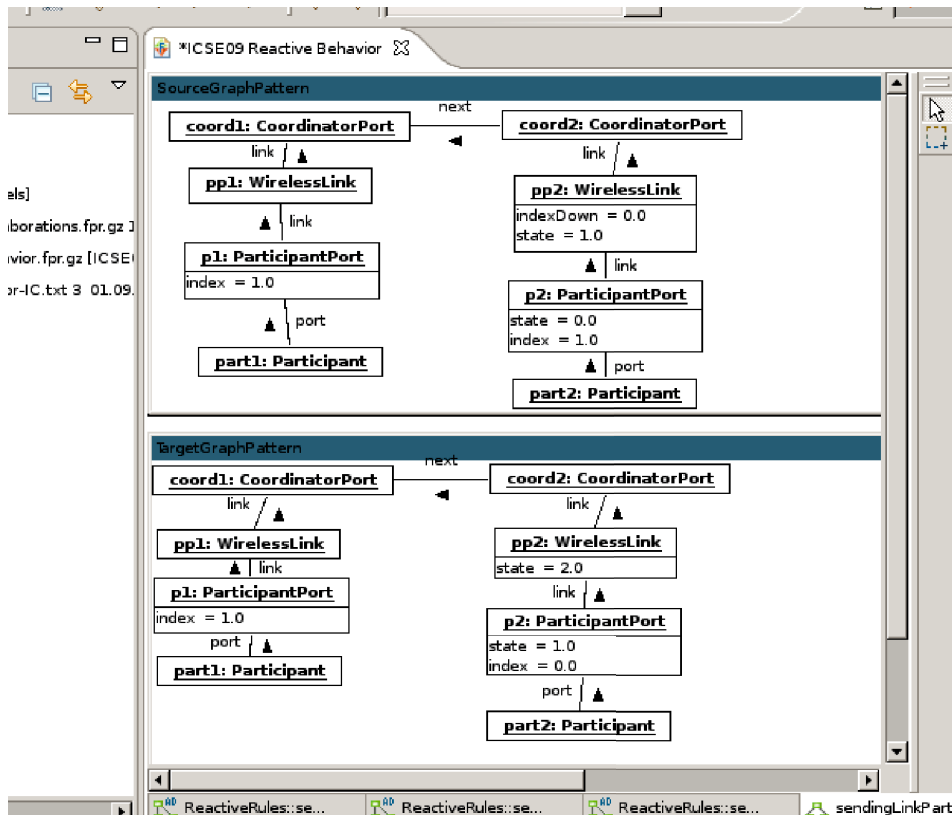 *ICSE09 Reactive Behavior
els]
aborations.fpr.gz 1
avior.fpr.gz [ICSE
or-IC.txt 3 01.09.
SourceGraphPattern
next
coord1: CoordinatorPort
coord2: CoordinatorPort
link
link
pp1: WirelessLink
pp2: WirelessLink
indexDown = 0.0
state = 1.0
link
link
p1: ParticipantPort
index = 1.0
p2: ParticipantPort
state = 0.0
index = 1.0
port
port
part1: Participant
part2: Participant
TargetGraphPattern
next
coord1: CoordinatorPort
coord2: CoordinatorPort
link
link
pp1: WirelessLink
pp2: WirelessLink
state = 2.0
link
link
p1: ParticipantPort
index = 1.0
p2: ParticipantPort
state = 1.0
index = 0.0
port
port
part1: Participant
part2: Participant
ReactiveRules::se...
ReactiveRules::se...
ReactiveRules::se...
sendingLinkPart